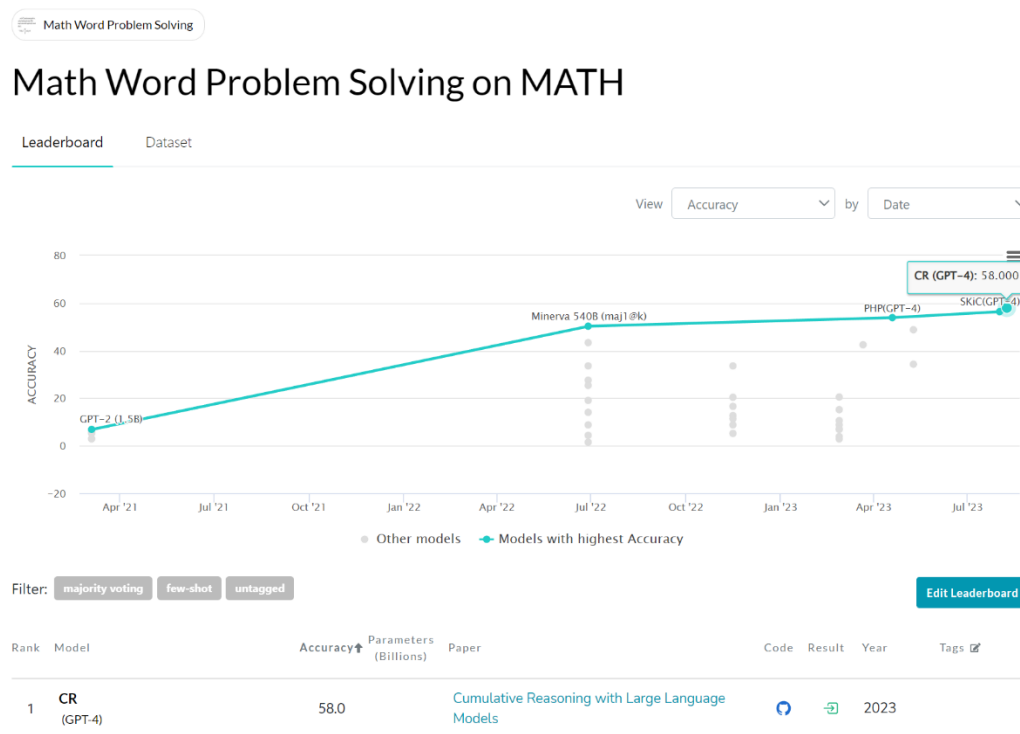 Math Word Problem Solving
Math Word Problem Solving on MATH
Leaderboard Dataset
View Accuracy by Date
80
CR (GPT-4): 58.000
60
Minerva 540B (maj1@k) PHP(GPT-4) SKiC(GPT-4)
40
ACCURACY
20
GPT-2 (1.5B)
0
-20
Apr '21 Jul '21 Oct '21 Jan '22 Apr '22 Jul '22 Oct '22 Jan '23 Apr '23 Jul '23
Other models Models with highest Accuracy
Filter: majority voting few-shot untagged
Edit Leaderboard
Rank Model Accuracy Parameters (Billions) Paper Code Result Year Tags
1 CR (GPT-4) 58.0 Cumulative Reasoning with Large Language Models 2023